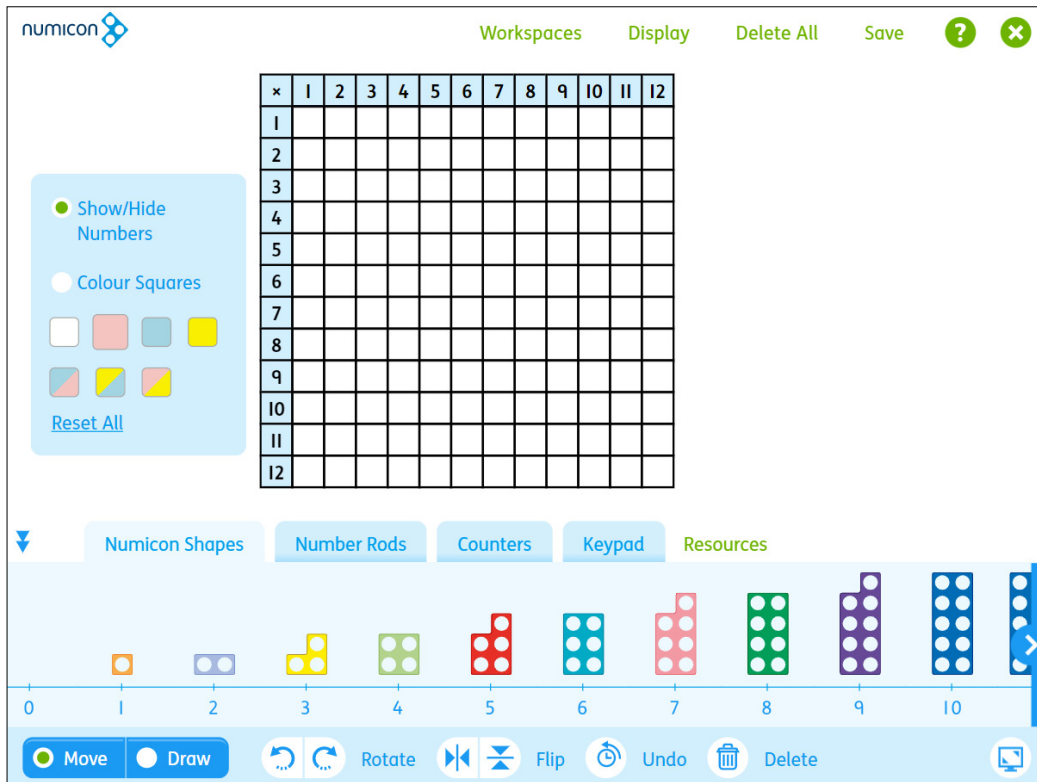 numicon
Workspaces Display Delete All Save ?
× 1 2 3 4 5 6 7 8 9 10 11 12
1
2
3
4
5
6
7
8
9
10
11
12
Show/Hide
Numbers
Colour Squares
Reset All
Numicon Shapes Number Rods Counters Keypad Resources
0 1 2 3 4 5 6 7 8 9 10
Move Draw Rotate Flip Undo Delete